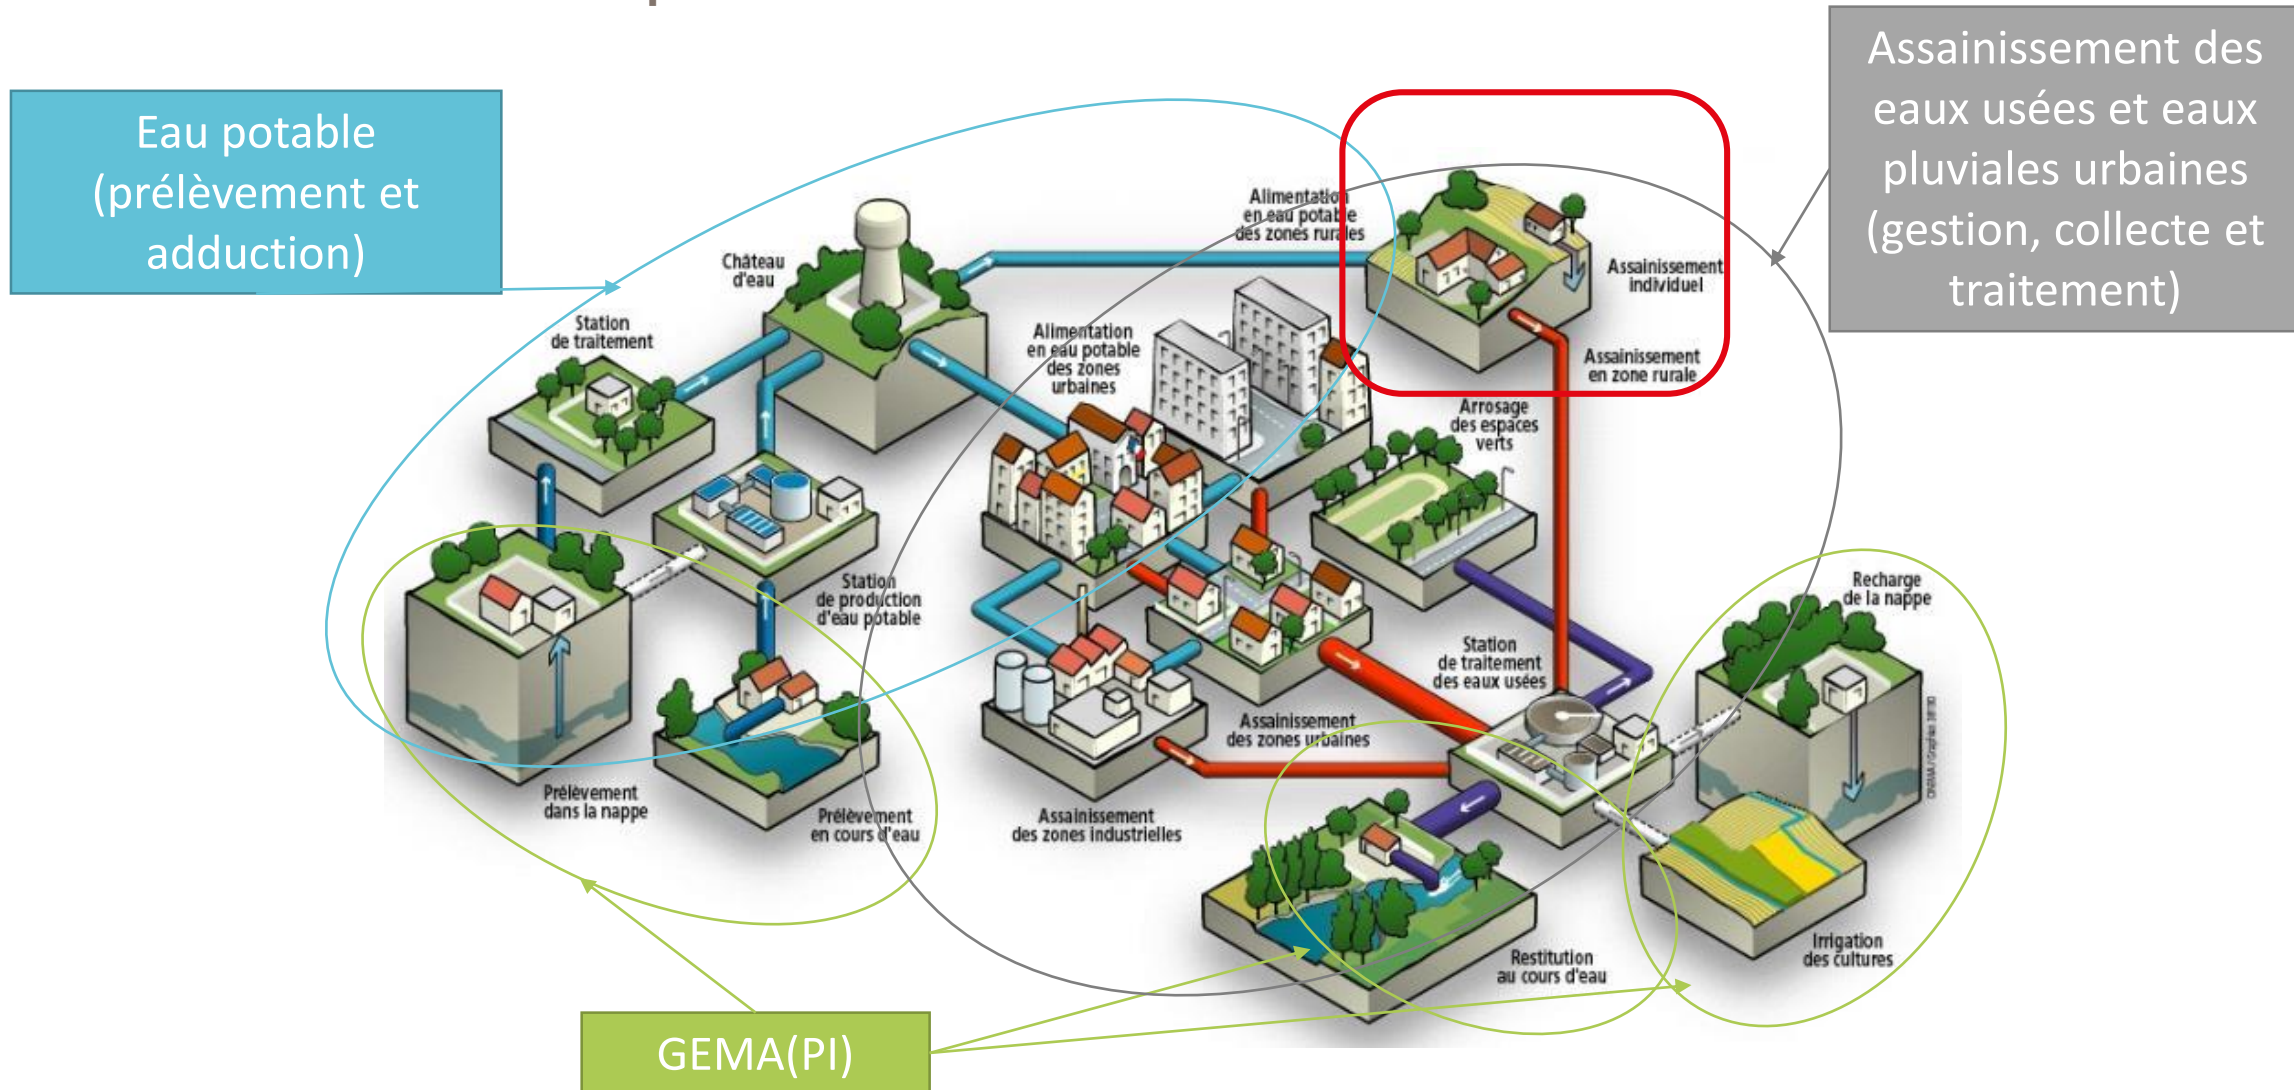 Assainissement des
eaux usées et eaux
pluviales urbaines
(gestion, collecte et
traitement)
Eau potable
(prélèvement et
adduction)
Alimentation
en eau potable
des zones rurales
Château
d'eau
Assainissement
individuel
Station
de traitement
Alimentation
en eau potable
des zones
urbaines
Assainissement
en zone rurale
Arrosage
des espaces
verts
Station
de production
d'eau potable
Recharge
de la nappe
Station
de traitement
des eaux usées
Assainissement
des zones urbaines
Prélèvement
dans la nappe
Prélèvement
en cours d'eau
Assainissement
des zones industrielles
Irrigation
des cultures
Restitution
au cours d'eau
GEMA(PI)